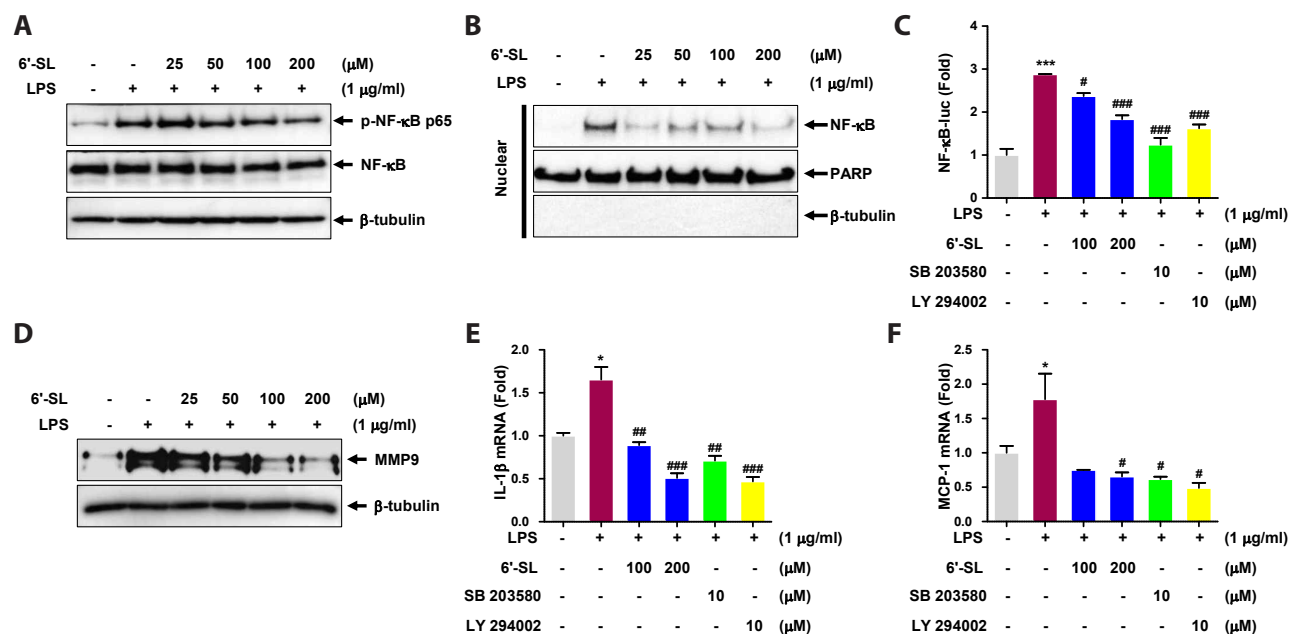 A
6'-SL - - 25 50 100 200 (μM)
LPS - + + + + + (1 μg/ml)
p-NF-κB p65
NF-κB
β-tubulin
B
6'-SL - - 25 50 100 200 (μM)
LPS - + + + + + (1 μg/ml)
Nuclear
NF-κB
PARP
β-tubulin
C
NF-κB-luc (Fold)
4
3
2
1
0
***
#
###
###
###
LPS - + + + + + (1 μg/ml)
6'-SL - - 100 200 - - (μM)
SB 203580 - - - - 10 - (μM)
LY 294002 - - - - - 10 (μM)
D
6'-SL - - 25 50 100 200 (μM)
LPS - + + + + + (1 μg/ml)
MMP9
β-tubulin
E
IL-1β mRNA (Fold)
2.0
1.5
1.0
0.5
0.0
*
##
###
##
###
LPS - + + + + + (1 μg/ml)
6'-SL - - 100 200 - - (μM)
SB 203580 - - - - 10 - (μM)
LY 294002 - - - - - 10 (μM)
F
MCP-1 mRNA (Fold)
2.5
2.0
1.5
1.0
0.5
0.0
*
#
#
#
LPS - + + + + + (1 μg/ml)
6'-SL - - 100 200 - - (μM)
SB 203580 - - - - 10 - (μM)
LY 294002 - - - - - 10 (μM)